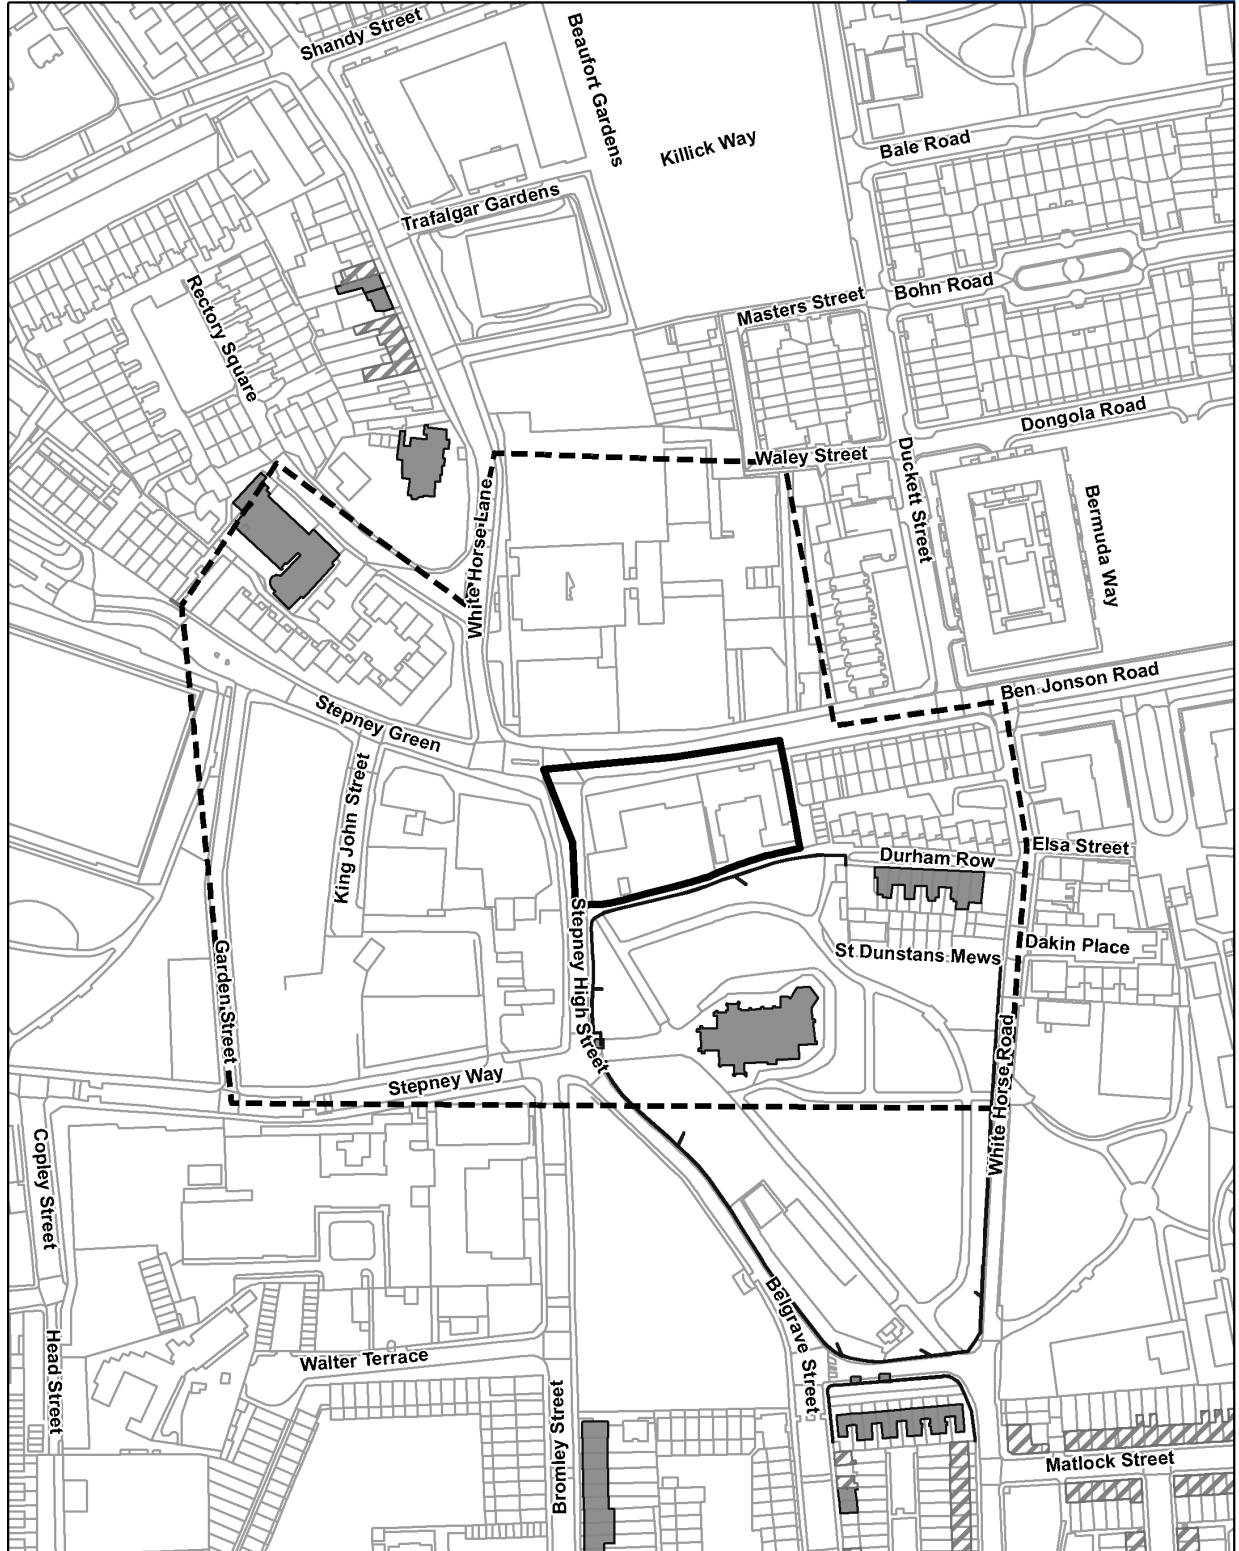 Shandy Street
Beaufort Gardens
Killick Way
Bale Road
Trafalgar Gardens
Rectory Square
Masters Street
Bohn Road
Dongola Road
Waley Street
Duckett Street
Bermuda Way
White Horse Lane
Ben Jonson Road
Stepney Green
King John Street
Elsa Street
Durham Row
Stepney High Street
St Dunstans Mews
Dakin Place
Garden Street
White Horse Road
Stepney Way
Copley Street
Belgrave Street
Head Street
Walter Terrace
Bromley Street
Matlock Street